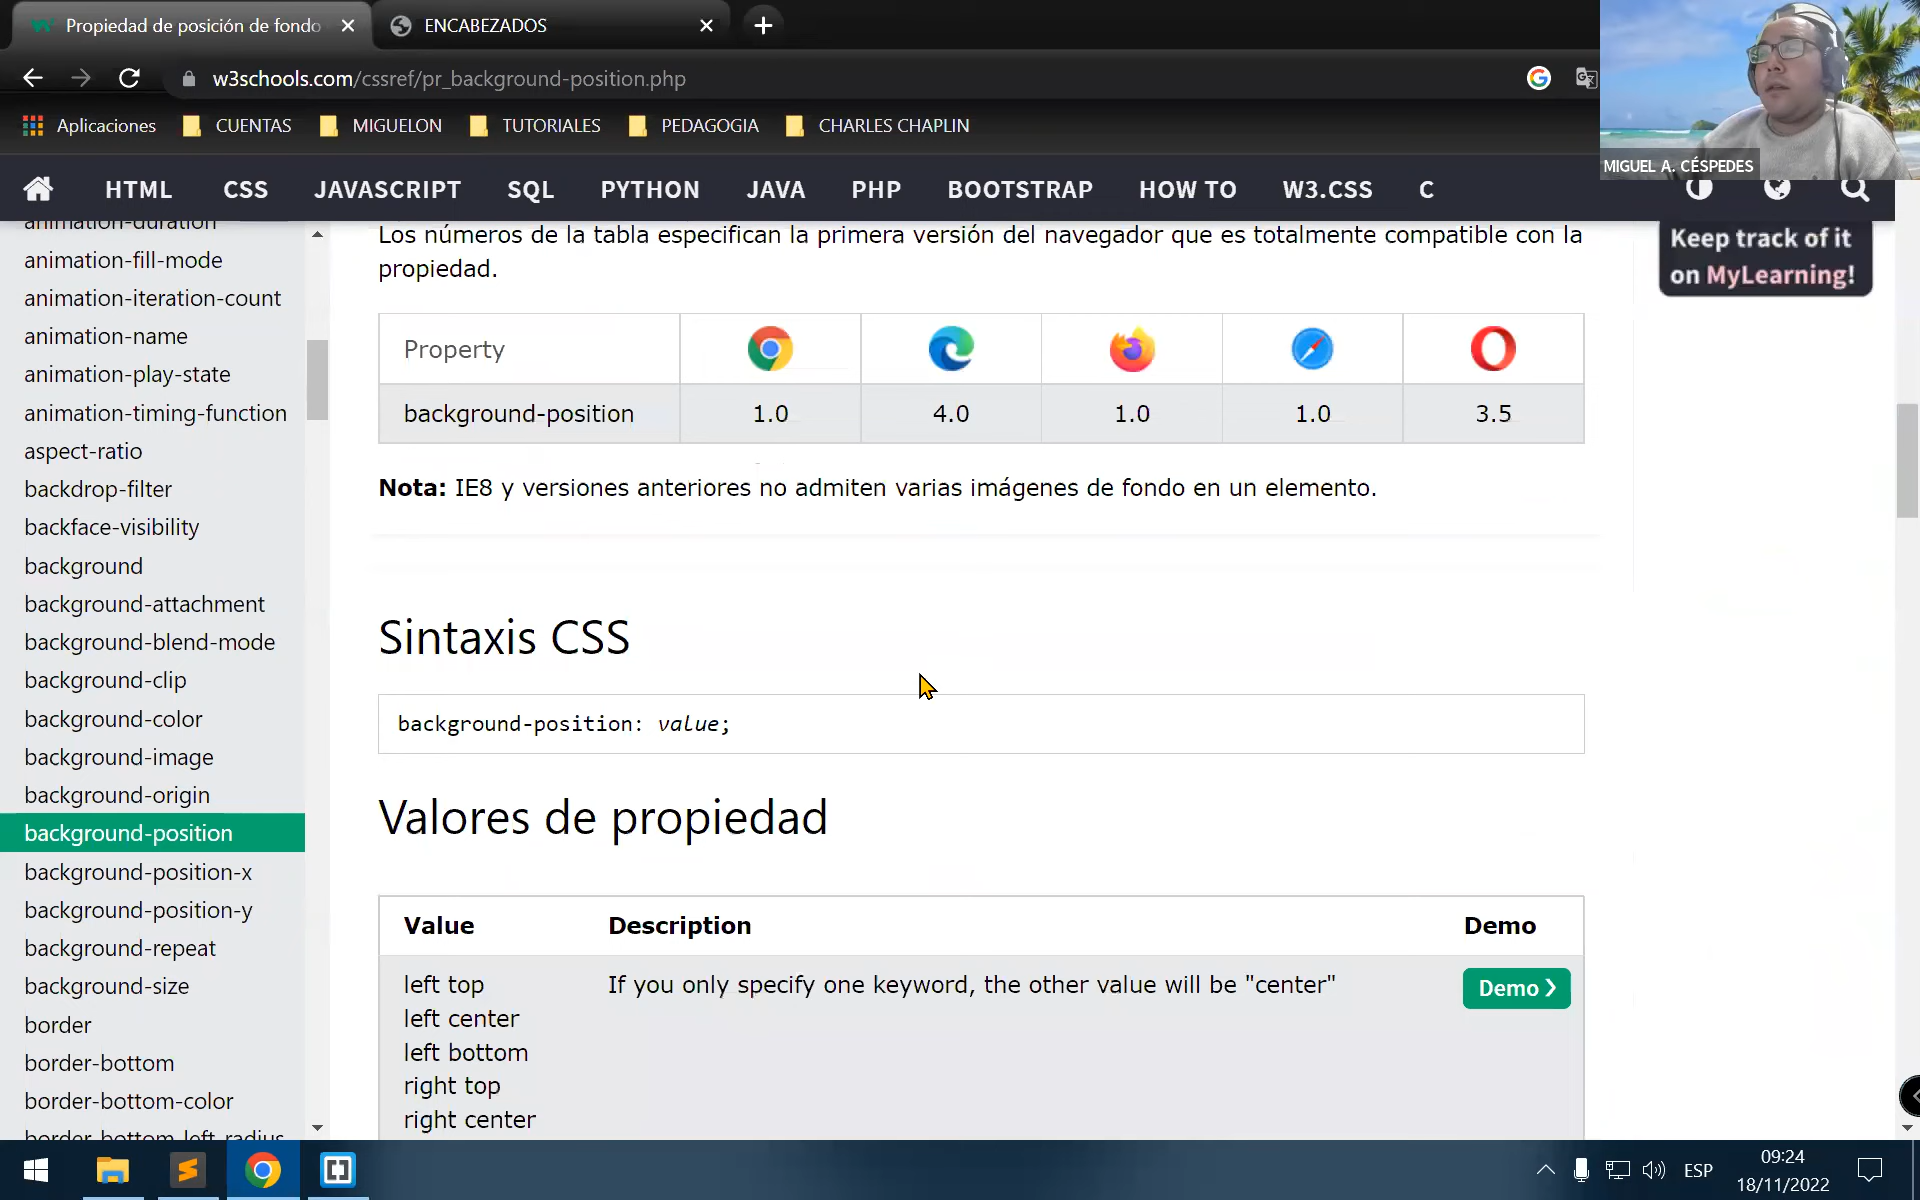 Propiedad de posición de fondo
ENCABEZADOS
w3schools.com/cssref/pr_background-position.php
Aplicaciones
CUENTAS
MIGUELON
TUTORIALES
PEDAGOGIA
CHARLES CHAPLIN
MIGUEL A. CÉSPEDES
HTML
CSS
JAVASCRIPT
SQL
PYTHON
JAVA
PHP
BOOTSTRAP
HOW TO
W3.CSS
C
animation-duration
animation-fill-mode
animation-iteration-count
animation-name
animation-play-state
animation-timing-function
aspect-ratio
backdrop-filter
backface-visibility
background
background-attachment
background-blend-mode
background-clip
background-color
background-image
background-origin
background-position
background-position-x
background-position-y
background-repeat
background-size
border
border-bottom
border-bottom-color
border-bottom-left-radius
Los números de la tabla especifican la primera versión del navegador que es totalmente compatible con la
propiedad.
Property
background-position 1.0 4.0 1.0 1.0 3.5
Nota: IE8 y versiones anteriores no admiten varias imágenes de fondo en un elemento.
Sintaxis CSS
background-position: value;
Valores de propiedad
Value Description Demo
left top If you only specify one keyword, the other value will be "center" Demo ❯
left center
left bottom
right top
right center
Keep track of it
on MyLearning!
ESP
09:24
18/11/2022